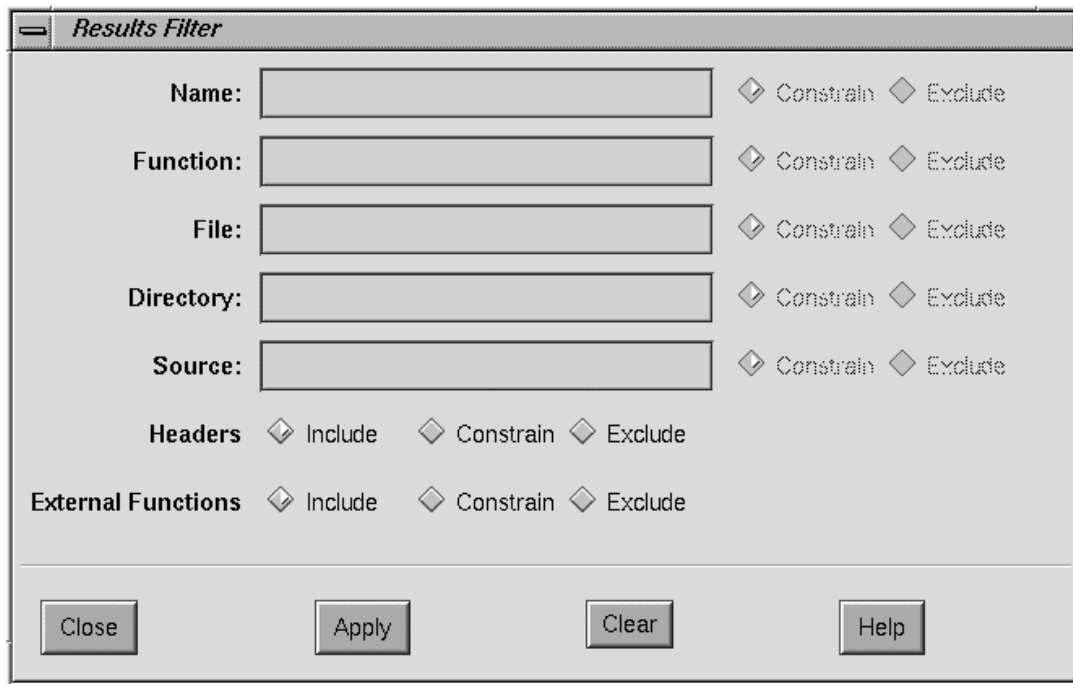 Results Filter
Name: Constrain Exclude
Function: Constrain Exclude
File: Constrain Exclude
Directory: Constrain Exclude
Source: Constrain Exclude
Headers Include Constrain Exclude
External Functions Include Constrain Exclude
Close Apply Clear Help